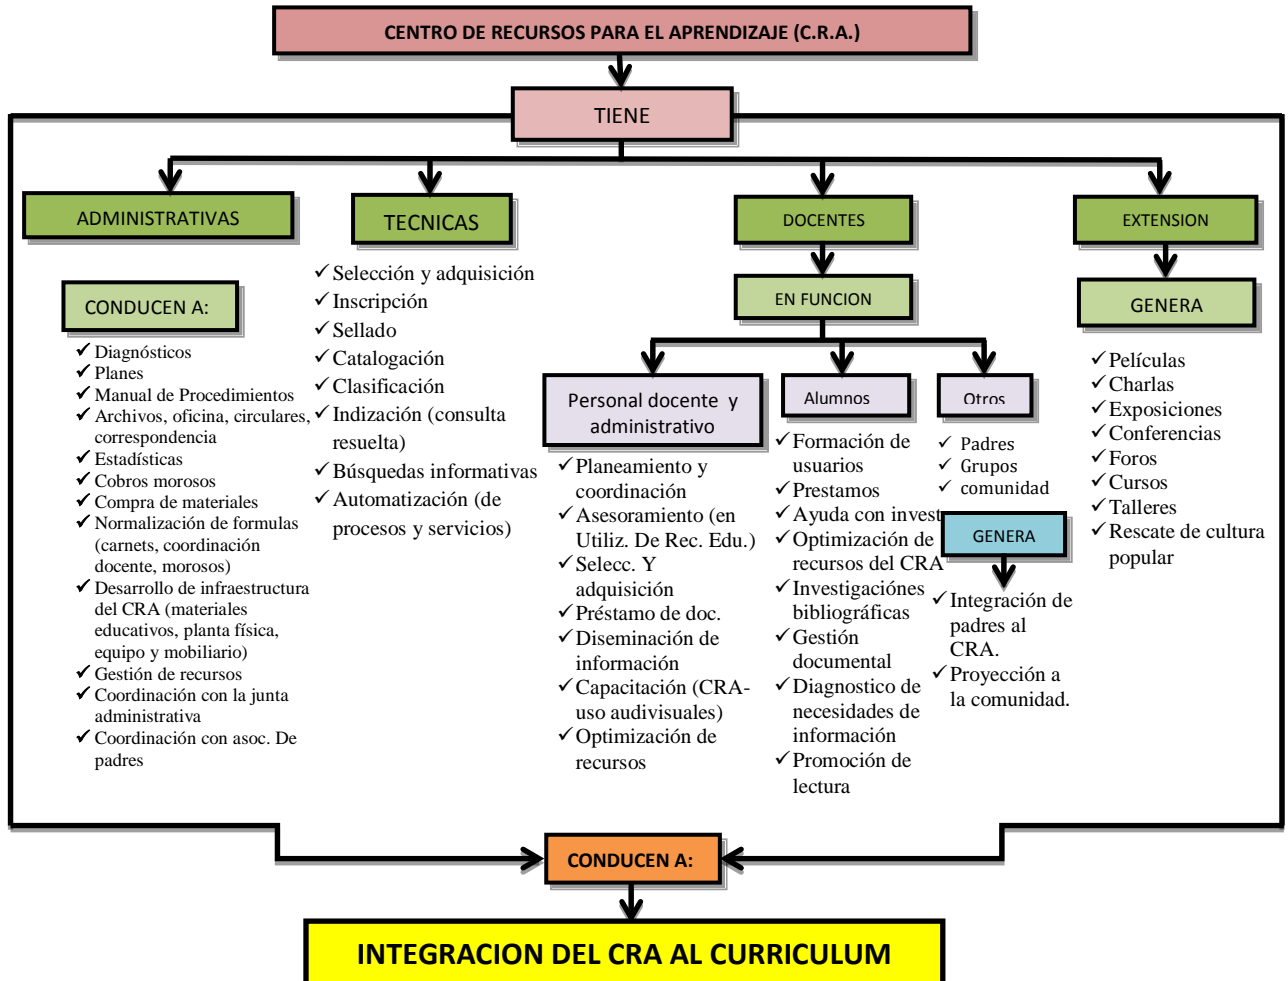 CENTRO DE RECURSOS PARA EL APRENDIZAJE (C.R.A.)
TIENE
ADMINISTRATIVAS
CONDUCEN A:
Diagnósticos
Planes
Manual de Procedimientos
Archivos, oficina, circulares,
correspondencia
Estadísticas
Cobros morosos
Compra de materiales
Normalización de formulas
(carnets, coordinación
docente, morosos)
Desarrollo de infraestructura
del CRA (materiales
educativos, planta física,
equipo y mobiliario)
Gestión de recursos
Coordinación con la junta
administrativa
Coordinación con asoc. De
padres
TECNICAS
Selección y adquisición
Inscripción
Sellado
Catalogación
Clasificación
Indización (consulta
resuelta)
Búsquedas informativas
Automatización (de
procesos y servicios)
DOCENTES
EN FUNCION
Personal docente y
administrativo
Planeamiento y
coordinación
Asesoramiento (en
Utiliz. De Rec. Edu.)
Selecc. Y
adquisición
Préstamo de doc.
Diseminación de
información
Capacitación (CRA-
uso audivisuales)
Optimización de
recursos
Alumnos
Formación de
usuarios
Prestamos
Ayuda con invest
Optimización de
recursos del CRA
Investigaciónes
bibliográficas
Gestión
documental
Diagnostico de
necesidades de
información
Promoción de
lectura
Otros
Padres
Grupos
comunidad
GENERA
Integración de
padres al
CRA.
Proyección a
la comunidad.
EXTENSION
GENERA
Películas
Charlas
Exposiciones
Conferencias
Foros
Cursos
Talleres
Rescate de cultura
popular
CONDUCEN A:
INTEGRACION DEL CRA AL CURRICULUM